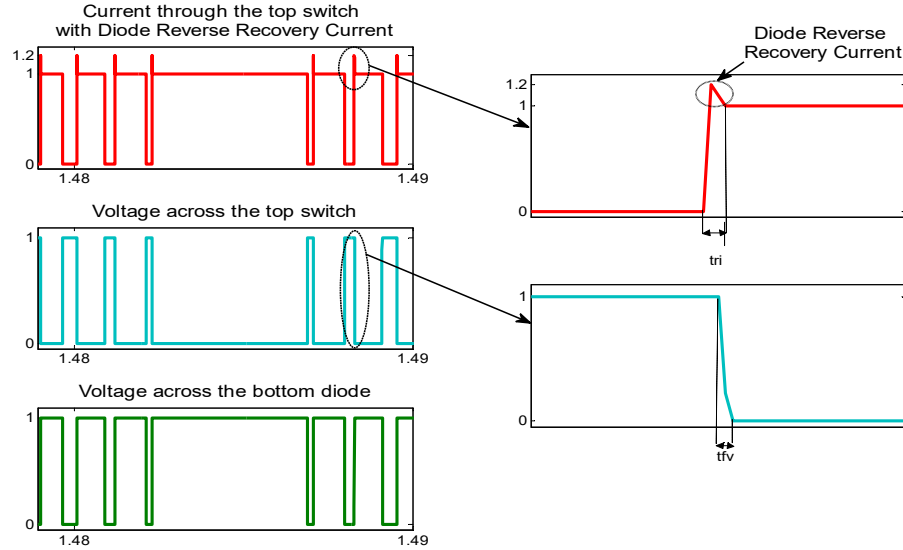 Current through the top switch
with Diode Reverse Recovery Current
1.2
1
0
1.48
1.49
Voltage across the top switch
1
0
1.48
1.49
Voltage across the bottom diode
1
0
1.48
1.49
Diode Reverse
Recovery Current
1.2
1
0
tri
1
0
tfv